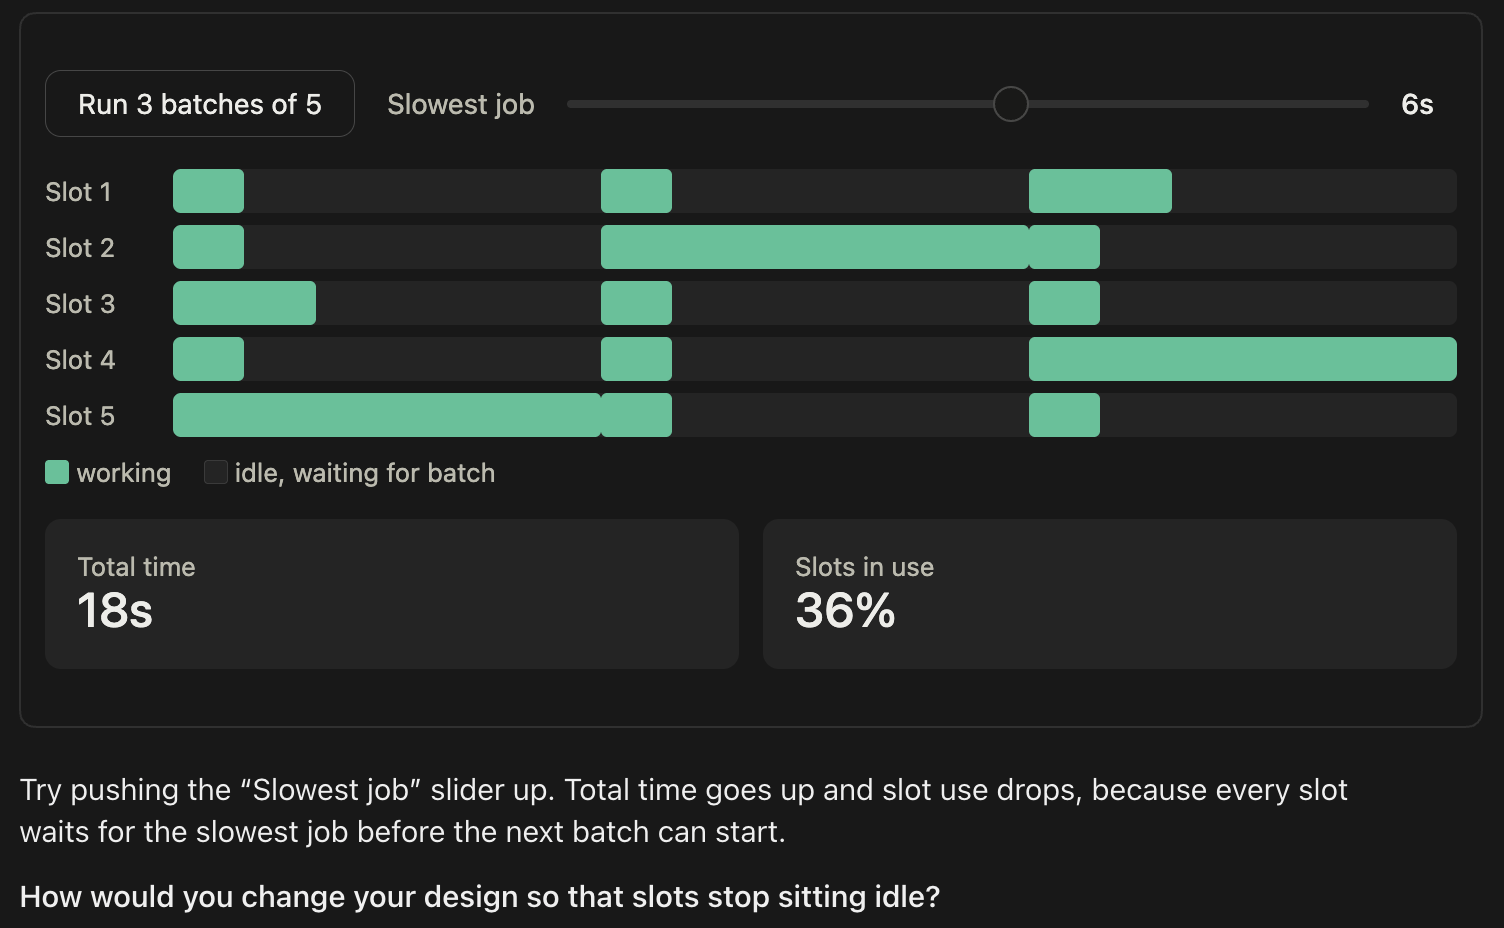 Run 3 batches of 5
Slowest job
6s
Slot 1
Slot 2
Slot 3
Slot 4
Slot 5
working
idle, waiting for batch
Total time
18s
Slots in use
36%
Try pushing the “Slowest job” slider up. Total time goes up and slot use drops, because every slot
waits for the slowest job before the next batch can start.
How would you change your design so that slots stop sitting idle?